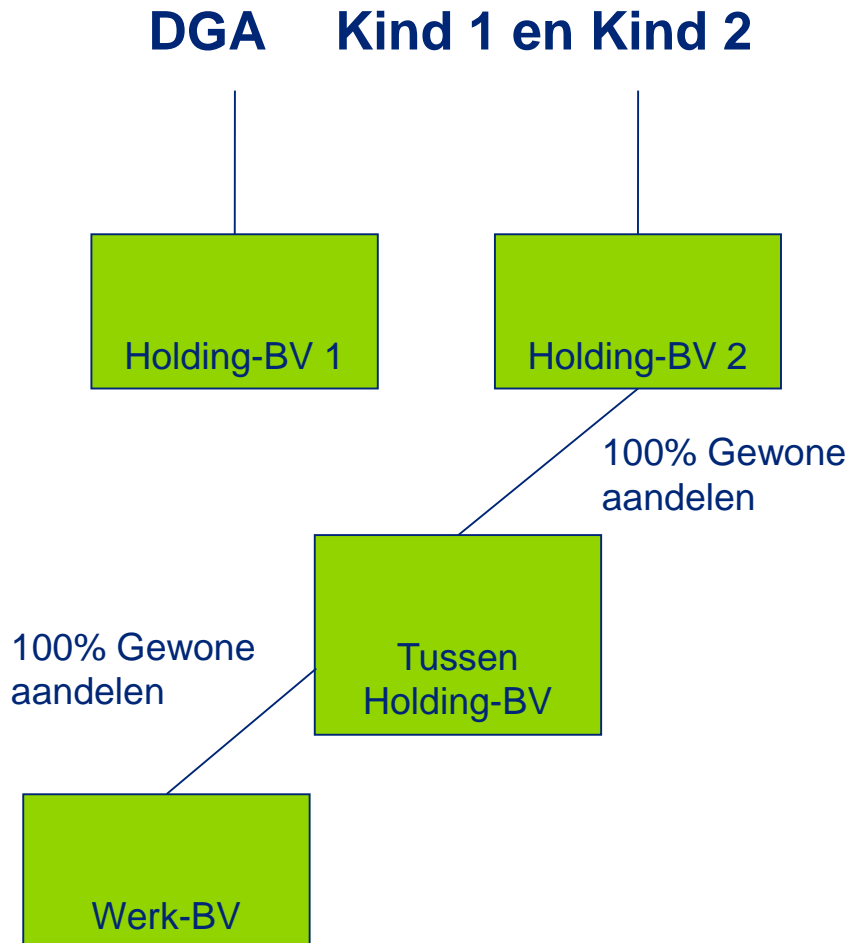 DGA Kind 1 en Kind 2
Holding-BV 1
Holding-BV 2
100% Gewone
aandelen
100% Gewone
aandelen
Tussen
Holding-BV
Werk-BV